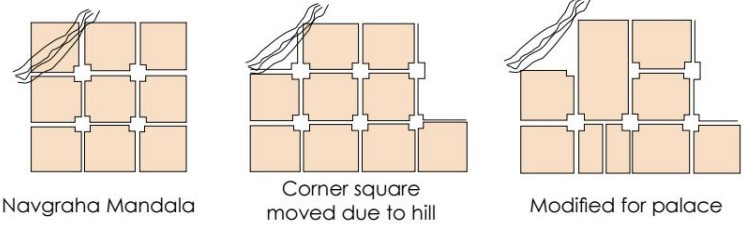 Navgraha Mandala
Corner square
moved due to hill
Modified for palace